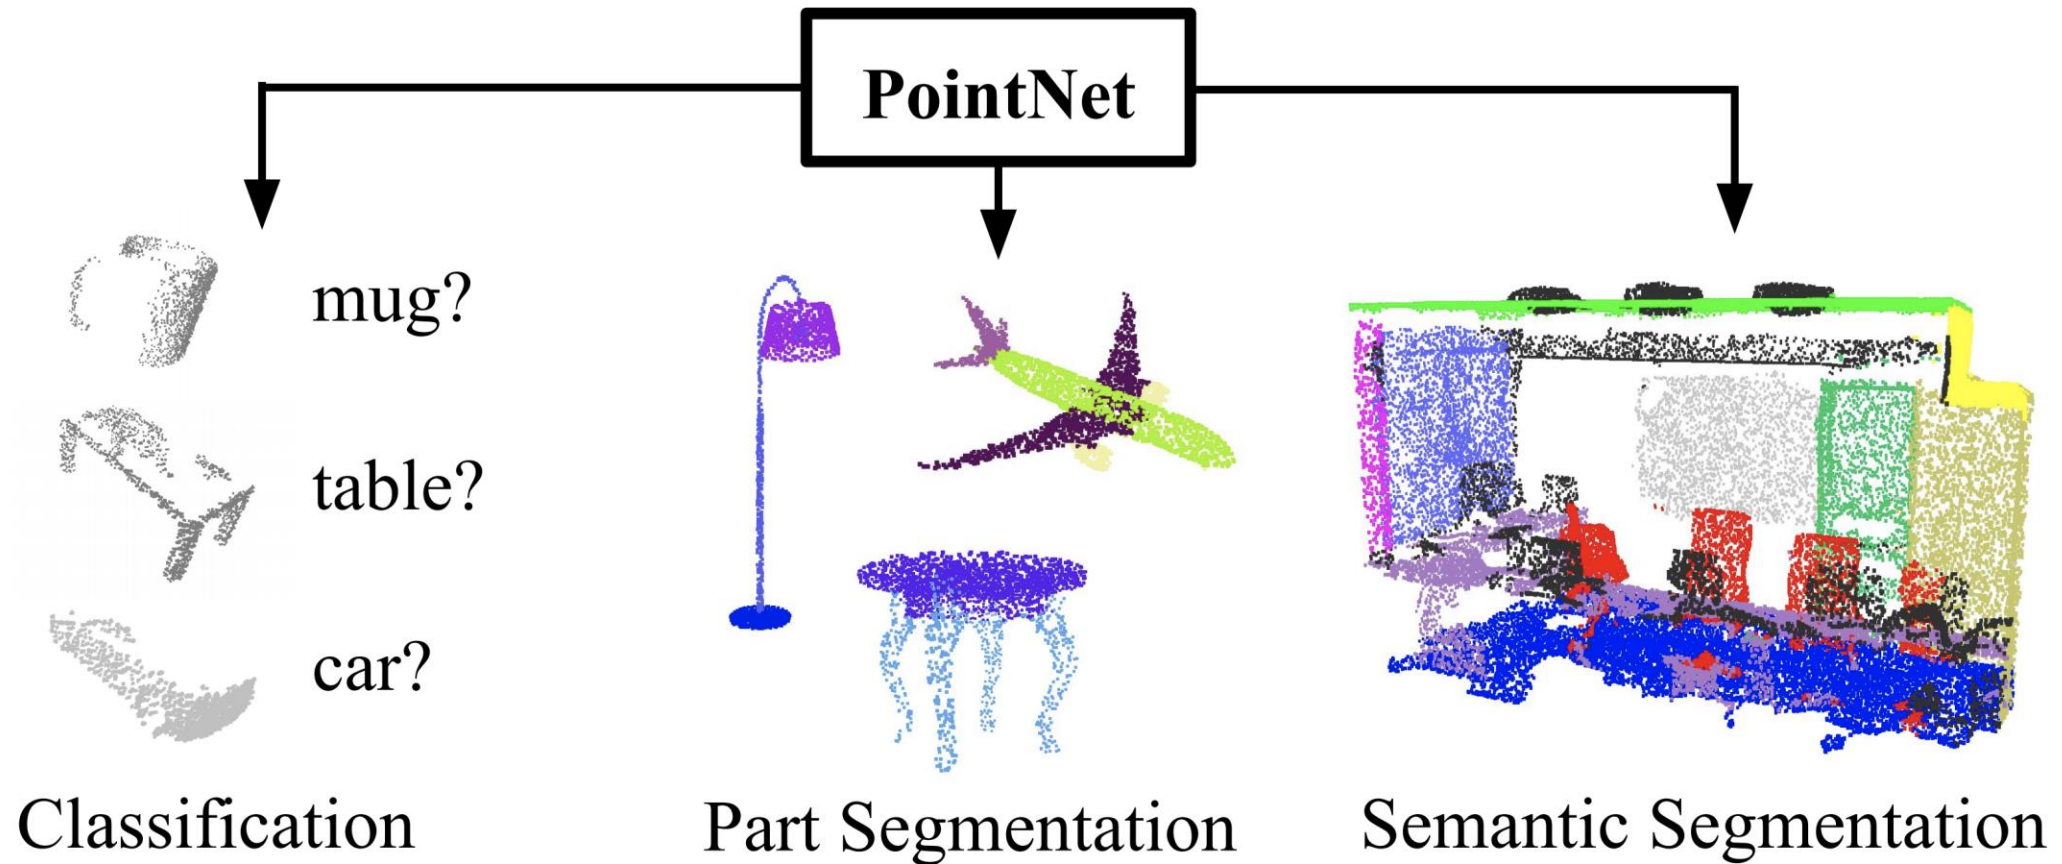 PointNet
mug?
table?
car?
Classification
Part Segmentation
Semantic Segmentation